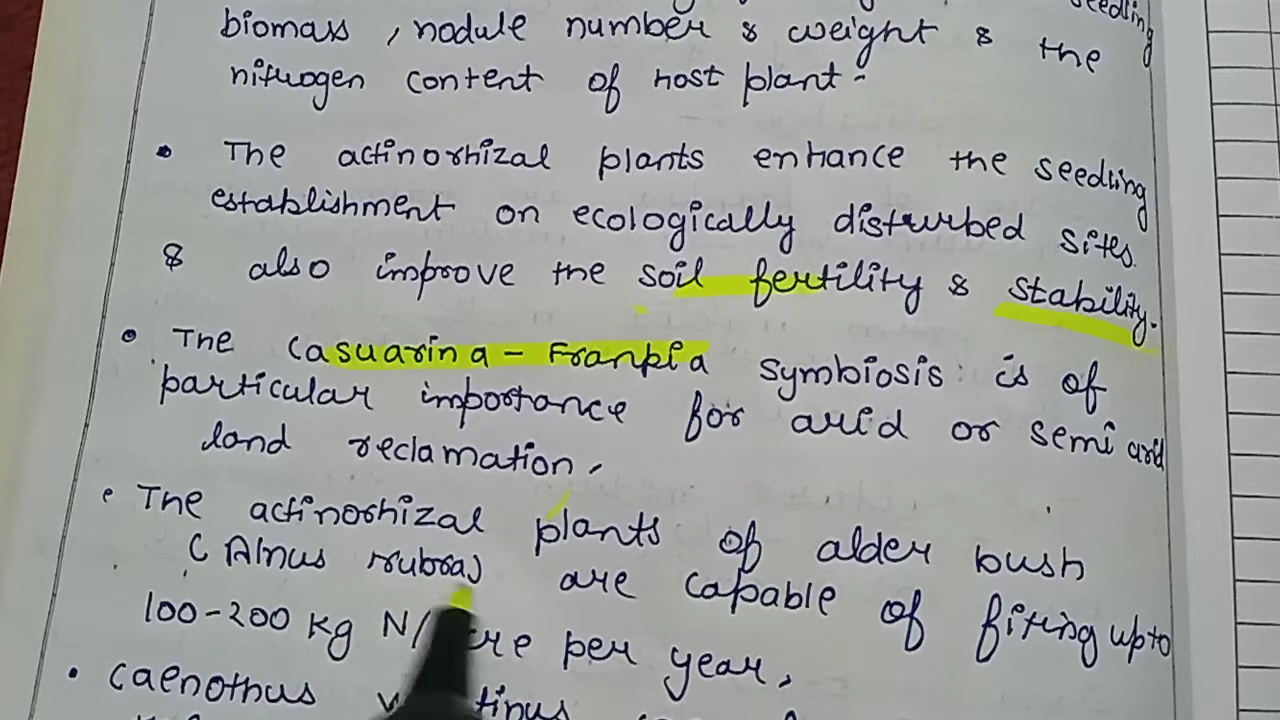 seedling
biomass, nodule number & weight & the
nitrogen content of host plant.
• The actinorhizal plants enhance the seedling
establishment on ecologically disturbed sites.
& also improve the soil fertility & stability.
• The Casuarina - Frankia symbiosis is of
particular importance for arid or semi arid
land reclamation.
• The actinorhizal plants of alder bush
(Alnus rubra) are capable of fixing upto
100-200 kg N/ per year,
• caenothus